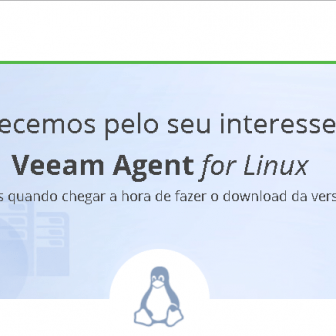 ecemos pelo seu interesse
Veeam Agent for Linux
s quando chegar a hora de fazer o download da vers